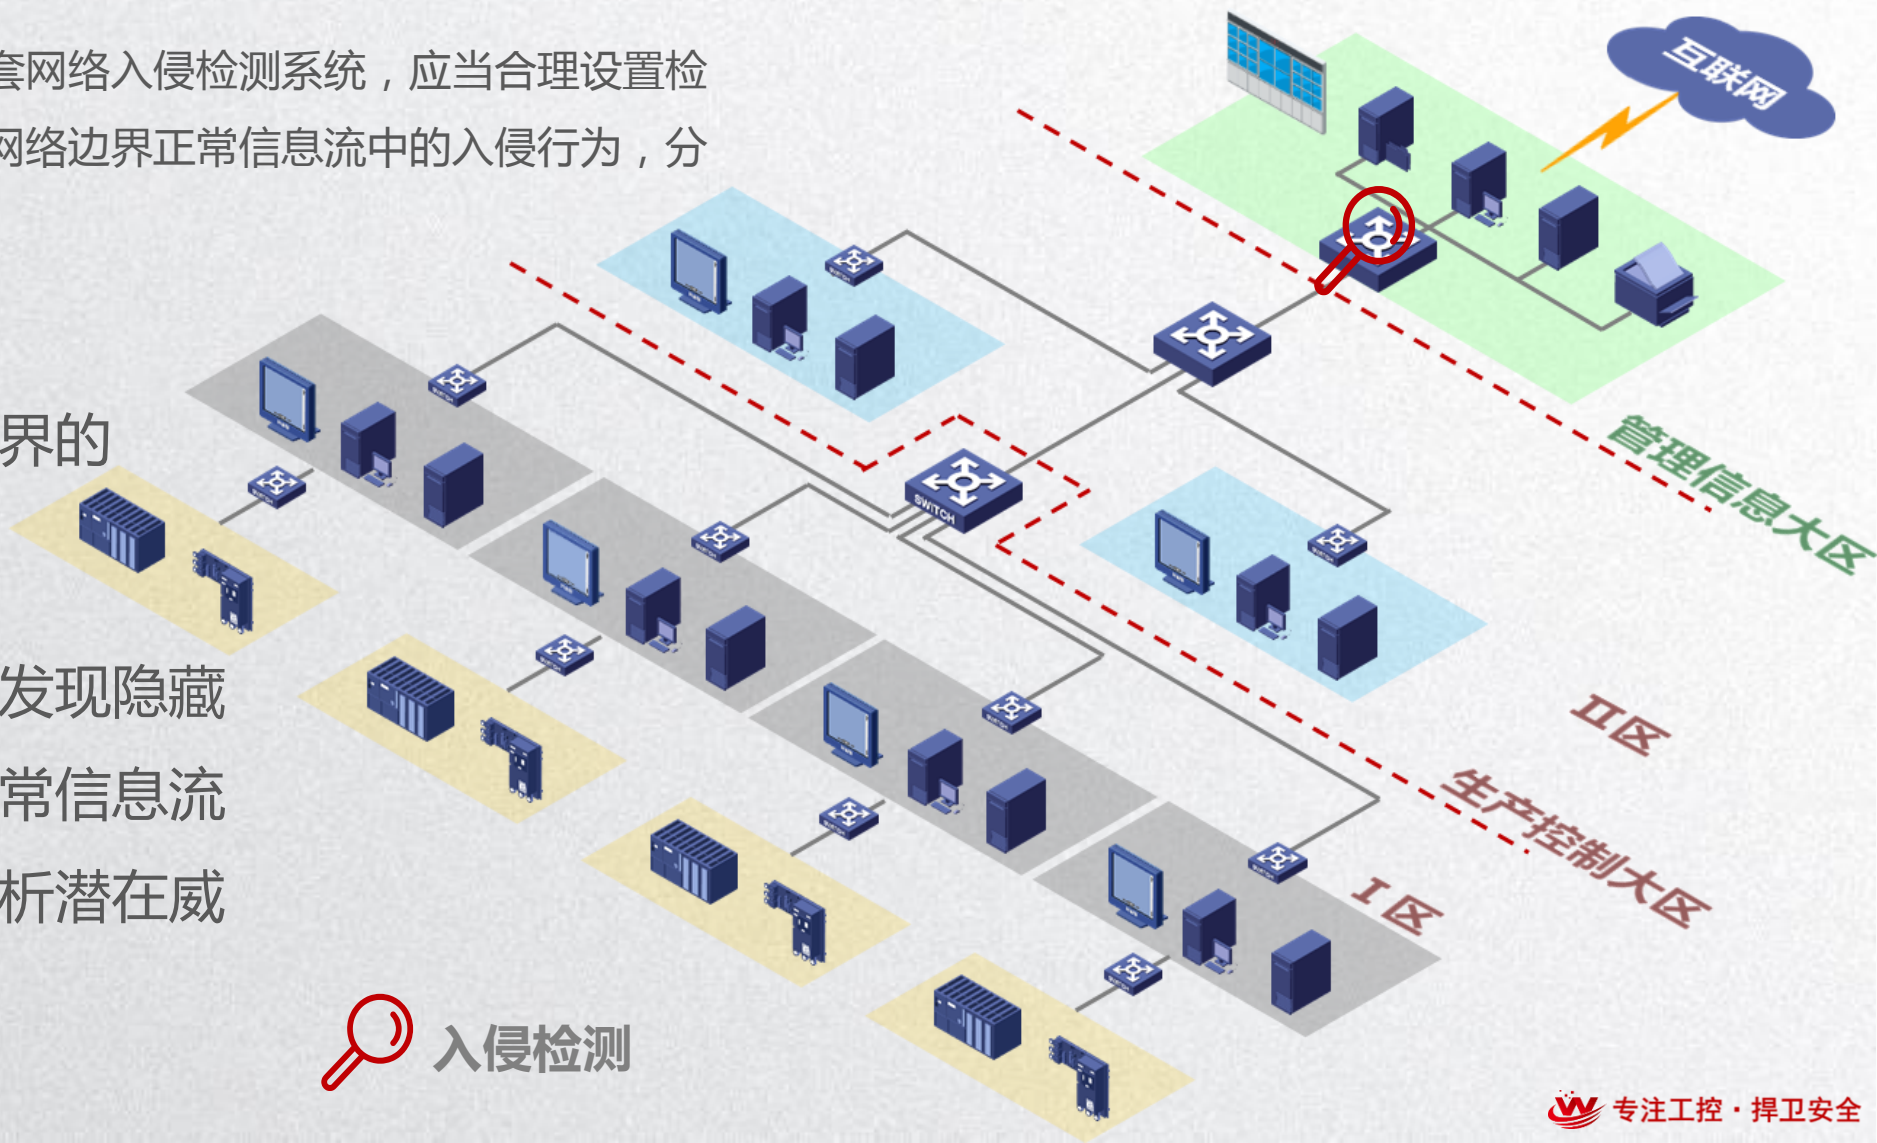 套网络入侵检测系统，应当合理设置检
网络边界正常信息流中的入侵行为，分
互联网
界的
管理信息大区
SWITCH
SWITCH
SWITCH
SWITCH
SWITCH
发现隐藏
常信息流
析潜在威
II区
生产控制大区
I区
入侵检测
专注工控·捍卫安全